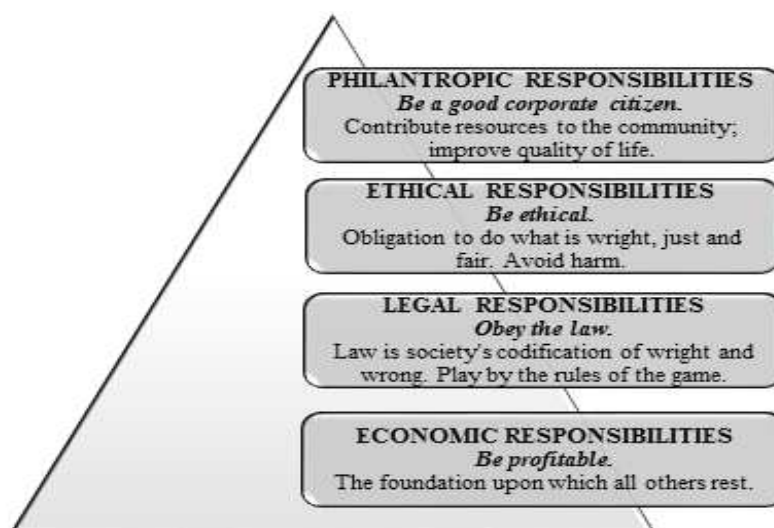 PHILANTROPIC RESPONSIBILITIES
Be a good corporate citizen.
Contribute resources to the community;
improve quality of life.
ETHICAL RESPONSIBILITIES
Be ethical.
Obligation to do what is wright, just and
fair. Avoid harm.
LEGAL RESPONSIBILITIES
Obey the law.
Law is society's codification of wright and
wrong. Play by the rules of the game.
ECONOMIC RESPONSIBILITIES
Be profitable.
The foundation upon which all others rest.